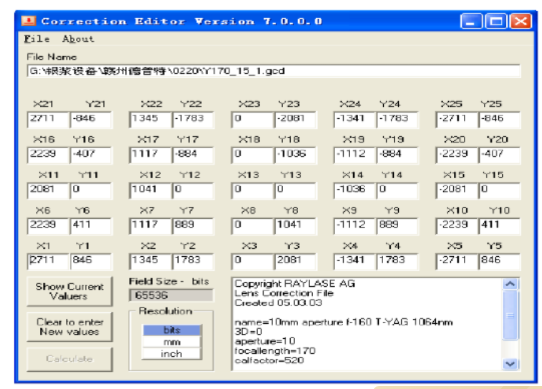 Correction Editor Version 7.0.0.0
File About
File Name
G:\银浆设备\赣州德普特\0220\Y170_15_1.gcd
X21 Y21 X22 Y22 X23 Y23 X24 Y24 X25 Y25
2711 -846 1345 -1783 0 -2081 -1341 -1783 -2711 -846
X16 Y16 X17 Y17 X18 Y18 X19 Y19 X20 Y20
2239 -407 1117 -884 0 -1036 -1112 -884 -2239 -407
X11 Y11 X12 Y12 X13 Y13 X14 Y14 X15 Y15
2081 0 1041 0 0 0 -1036 0 -2081 0
X6 Y6 X7 Y7 X8 Y8 X9 Y9 X10 Y10
2239 411 1117 889 0 1041 -1112 889 -2239 411
X1 Y1 X2 Y2 X3 Y3 X4 Y4 X5 Y5
2711 846 1345 1783 0 2081 -1341 1783 -2711 846
Show Current Valuers
Clear to enter New values
Calculate
Field Size - bits
65536
Resolution
bits
mm
inch
Copyright RAYLASE AG
Lens Correction File
Created 05.03.03
name=10mm aperture f-160 T-YAG 1064nm
3D=0
aperture=10
focallength=170
calfactor=520